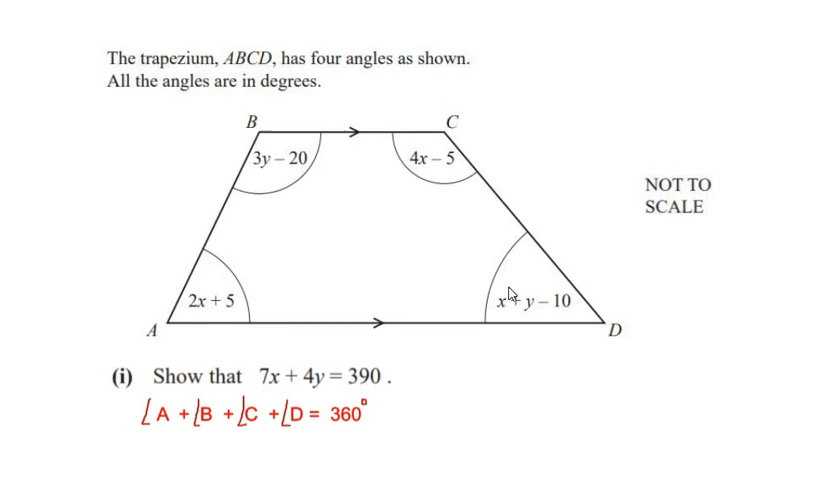 The trapezium, ABCD, has four angles as shown.
All the angles are in degrees.
B
C
3y – 20
4x – 5
NOT TO
SCALE
2x + 5
x + y – 10
A
D
(i) Show that 7x + 4y = 390 .
∠A + ∠B + ∠C + ∠D = 360°